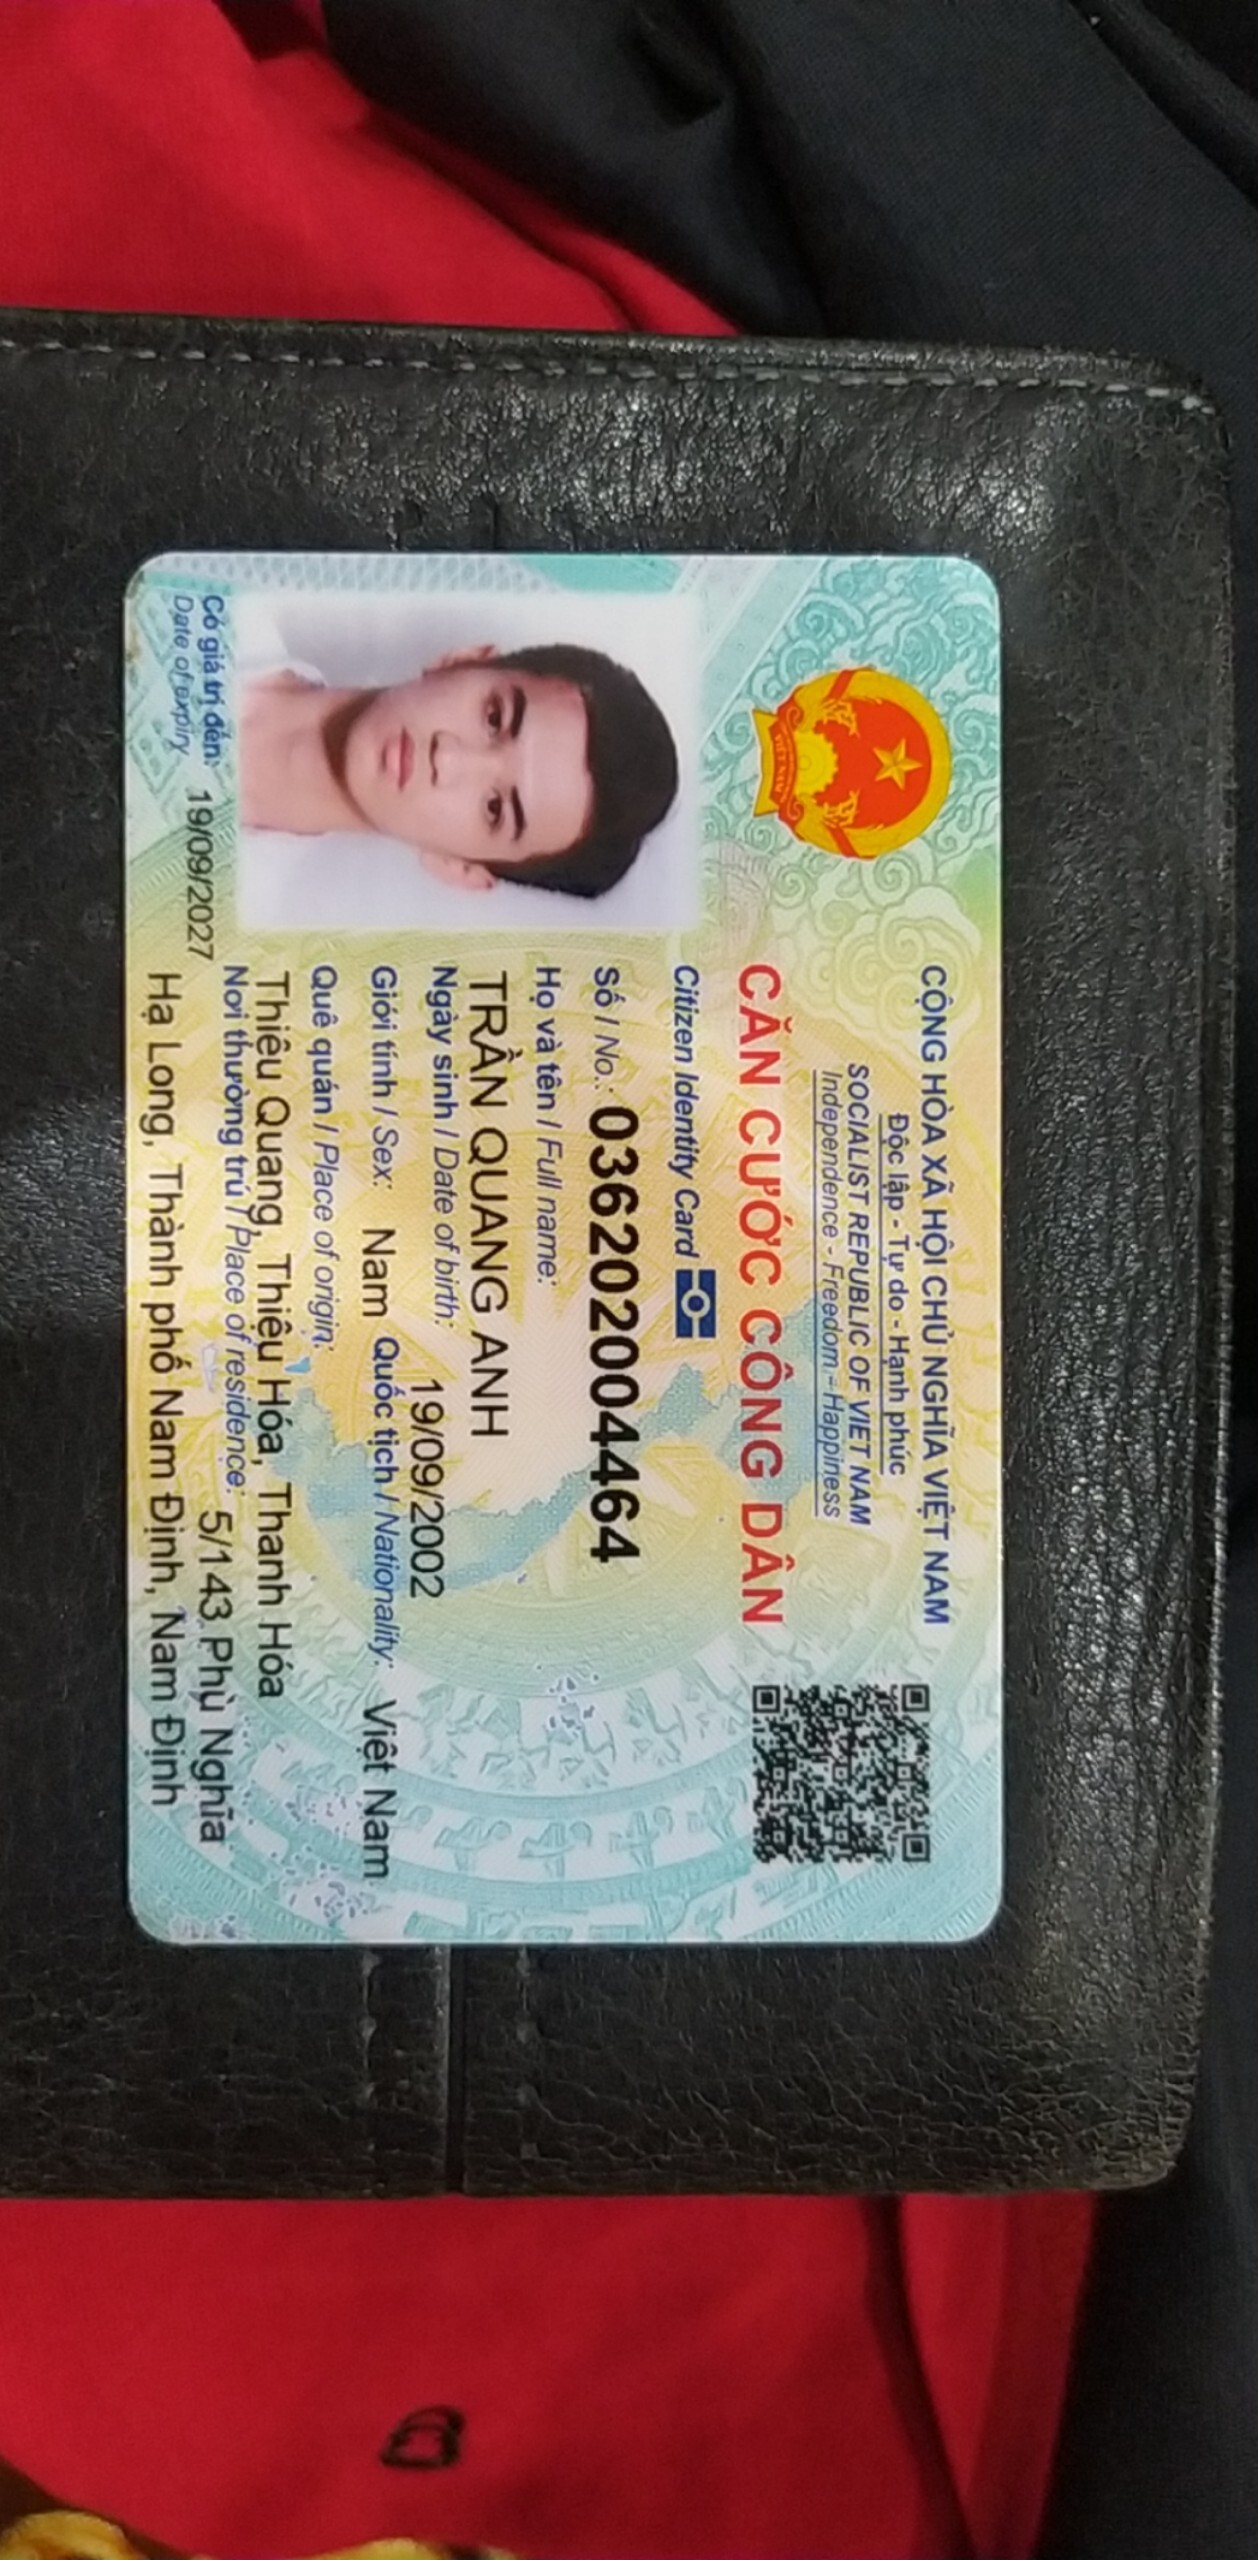 CỘNG HÒA XÃ HỘI CHỦ NGHĨA VIỆT NAM
Độc lập - Tự do - Hạnh phúc
SOCIALIST REPUBLIC OF VIET NAM
Independence - Freedom - Happiness
CĂN CƯỚC CÔNG DÂN
Citizen Identity Card
Số / No.: 036202004464
Họ và tên / Full name:
TRẦN QUANG ANH
Ngày sinh / Date of birth: 19/09/2002
Giới tính / Sex: Nam Quốc tịch / Nationality: Việt Nam
Quê quán / Place of origin:
Thiệu Quang, Thiệu Hóa, Thanh Hóa
Nơi thường trú / Place of residence: 5/143 Phù Nghĩa
Hạ Long, Thành phố Nam Định, Nam Định
Có giá trị đến: 19/09/2027
Date of expiry
VIỆT NAM